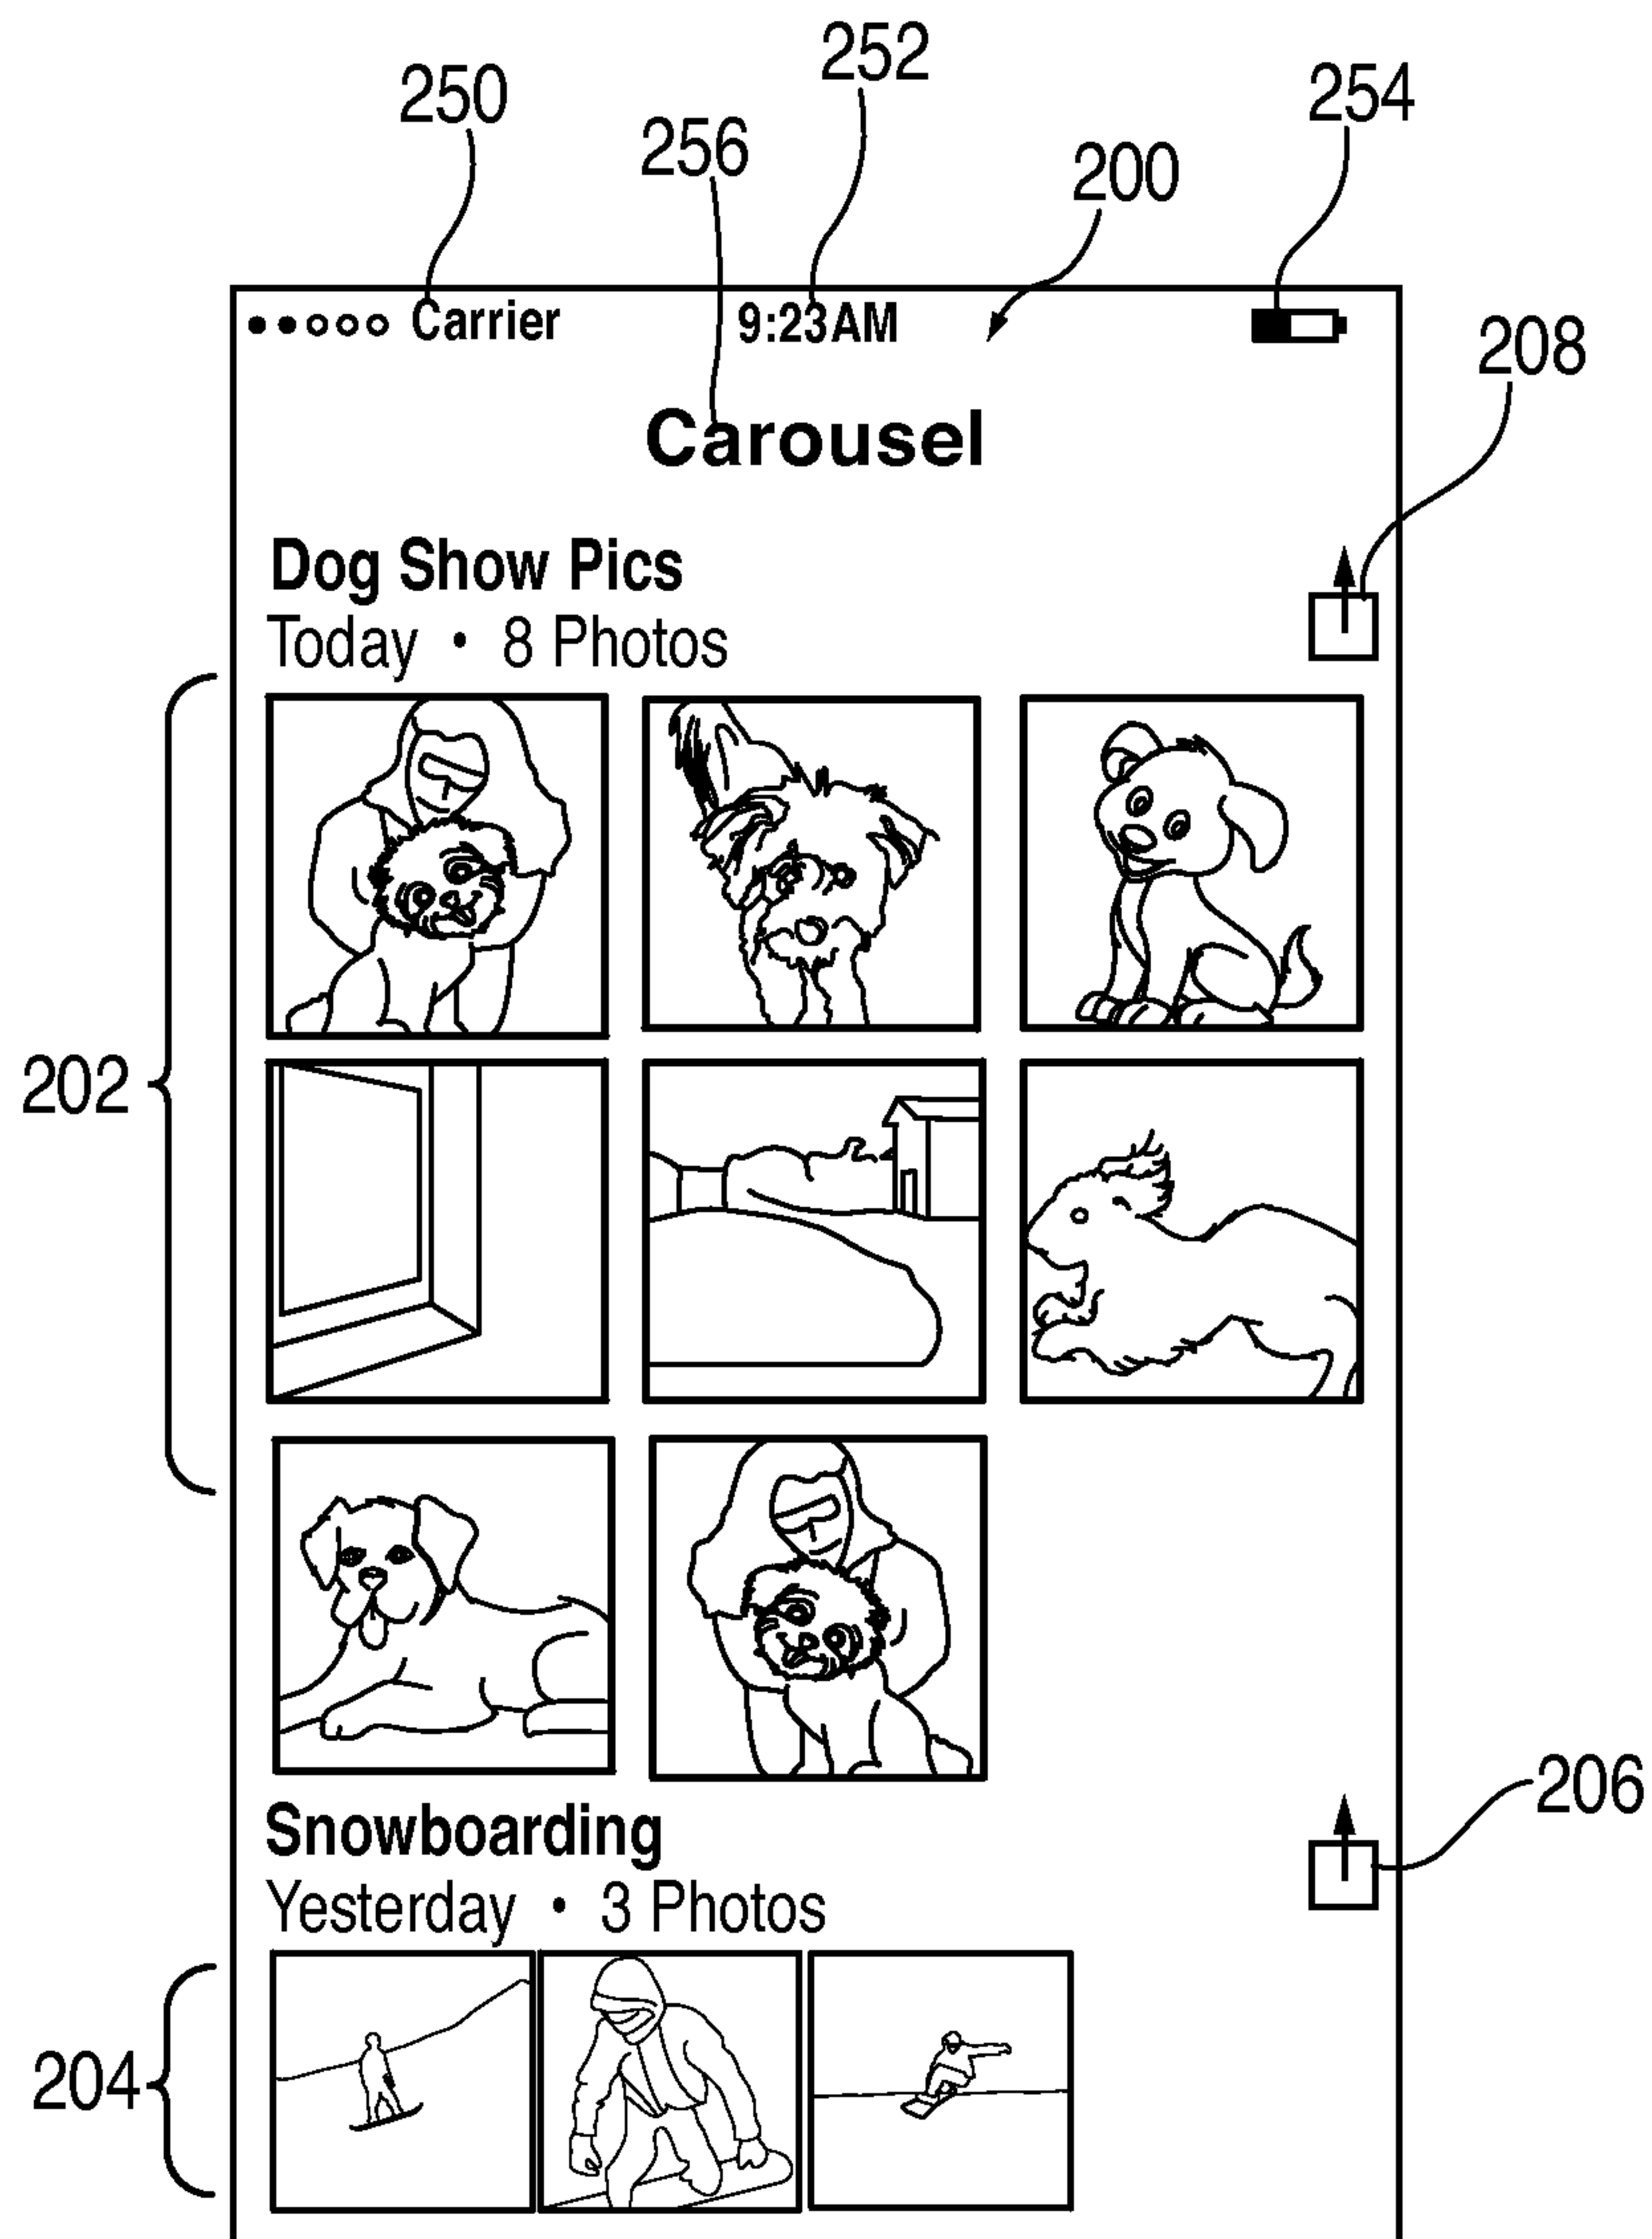 252
250
254
256
200
●●○○○ Carrier 9:23AM
208
Carousel
Dog Show Pics
Today • 8 Photos
202
206
Snowboarding
Yesterday • 3 Photos
204